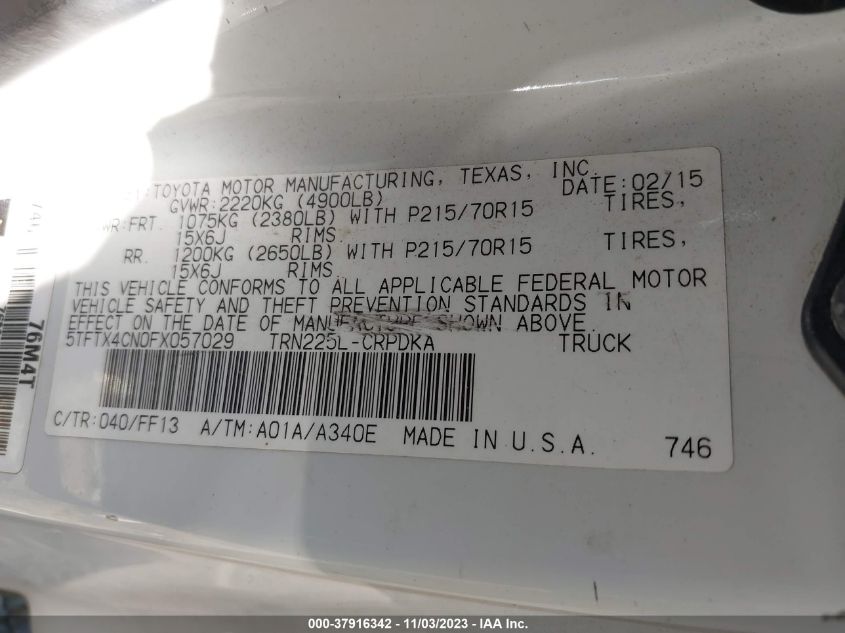 TOYOTA MOTOR MANUFACTURING, TEXAS, INC.
GVWR:2220KG (4900LB) DATE:02/15
WR:FRT. 1075KG (2380LB) WITH P215/70R15 TIRES,
15X6J RIMS
RR. 1200KG (2650LB) WITH P215/70R15 TIRES,
15X6J RIMS
THIS VEHICLE CONFORMS TO ALL APPLICABLE FEDERAL MOTOR
VEHICLE SAFETY AND THEFT PREVENTION STANDARDS IN
EFFECT ON THE DATE OF MANUFACTURE SHOWN ABOVE.
5TFTX4CN0FX057029 TRN225L-CRPDKA TRUCK
C/TR:040/FF13 A/TM:A01A/A340E MADE IN U.S.A.
746
76M4T
000-37916342 - 11/03/2023 - IAA Inc.